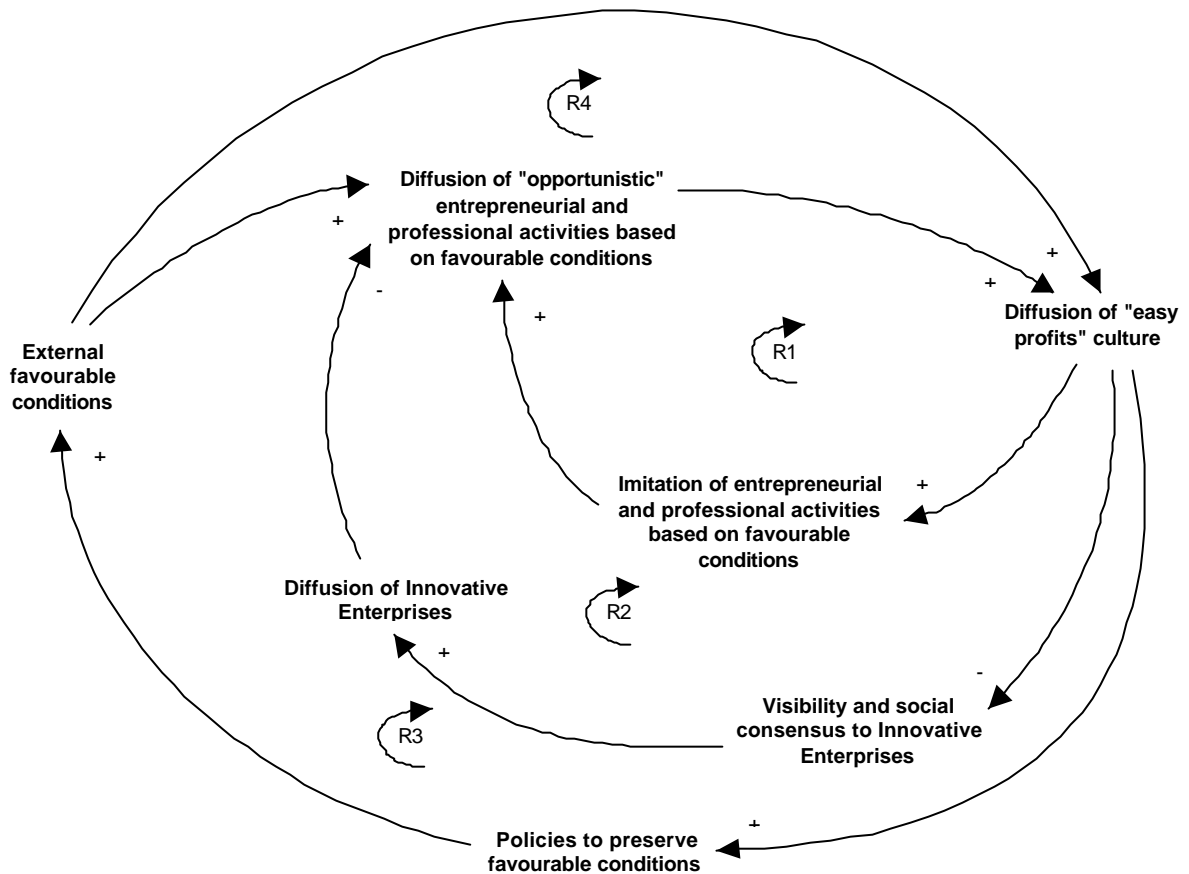 R4
Diffusion of "opportunistic"
entrepreneurial and
professional activities based
on favourable conditions
+
-
+
+
+
Diffusion of "easy
profits" culture
External
favourable
conditions
R1
+
Imitation of entrepreneurial
and professional activities
based on favourable
conditions
+
Diffusion of Innovative
Enterprises
R2
+
-
Visibility and social
consensus to Innovative
Enterprises
R3
+
Policies to preserve
favourable conditions